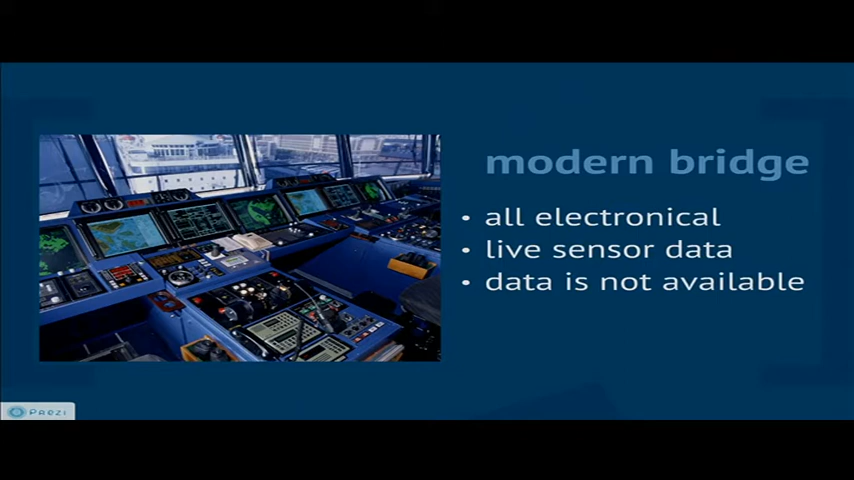 modern bridge
• all electronical
• live sensor data
• data is not available
Prezi